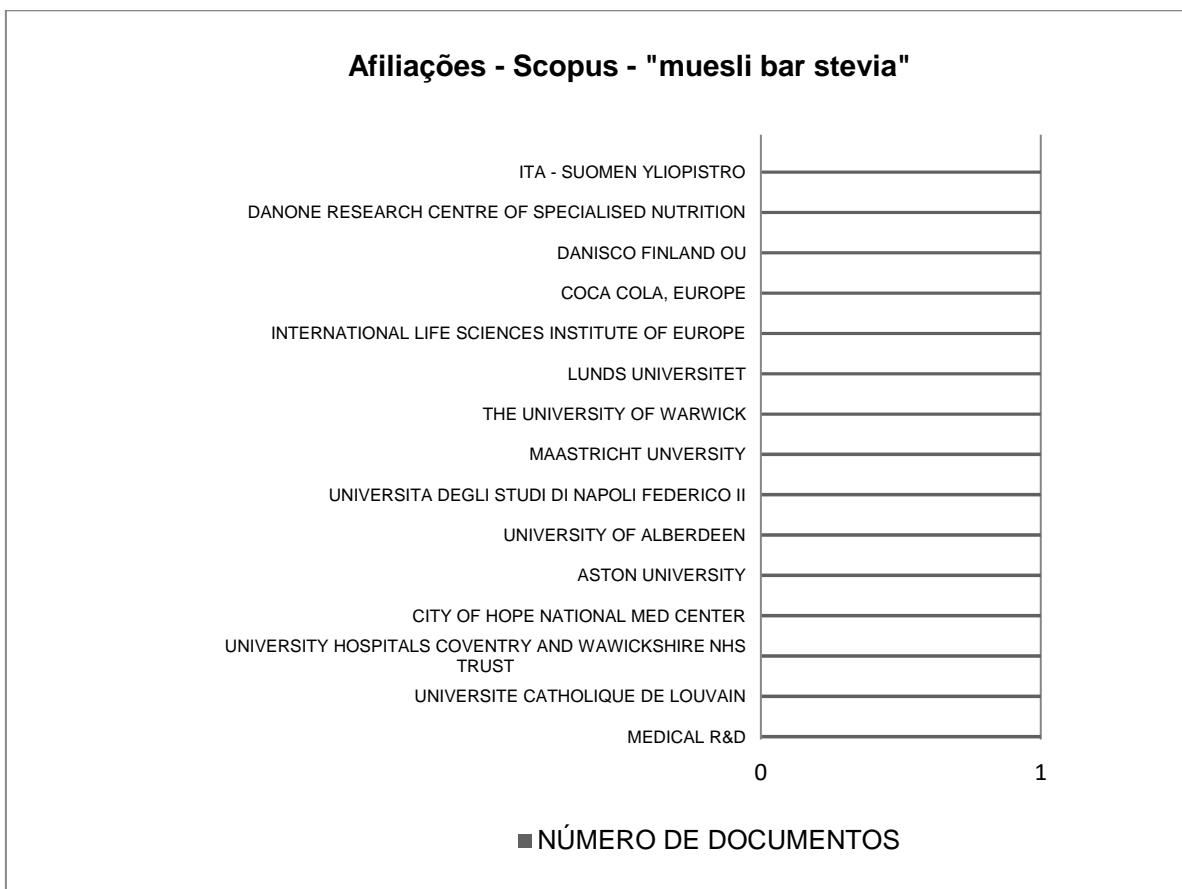 Afiliações - Scopus - "muesli bar stevia"
ITA - SUOMEN YLIOPISTRO
DANONE RESEARCH CENTRE OF SPECIALISED NUTRITION
DANISCO FINLAND OU
COCA COLA, EUROPE
INTERNATIONAL LIFE SCIENCES INSTITUTE OF EUROPE
LUNDS UNIVERSITET
THE UNIVERSITY OF WARWICK
MAASTRICHT UNVERSITY
UNIVERSITA DEGLI STUDI DI NAPOLI FEDERICO II
UNIVERSITY OF ALBERDEEN
ASTON UNIVERSITY
CITY OF HOPE NATIONAL MED CENTER
UNIVERSITY HOSPITALS COVENTRY AND WAWICKSHIRE NHS
TRUST
UNIVERSITE CATHOLIQUE DE LOUVAIN
MEDICAL R&D
0 1
NÚMERO DE DOCUMENTOS